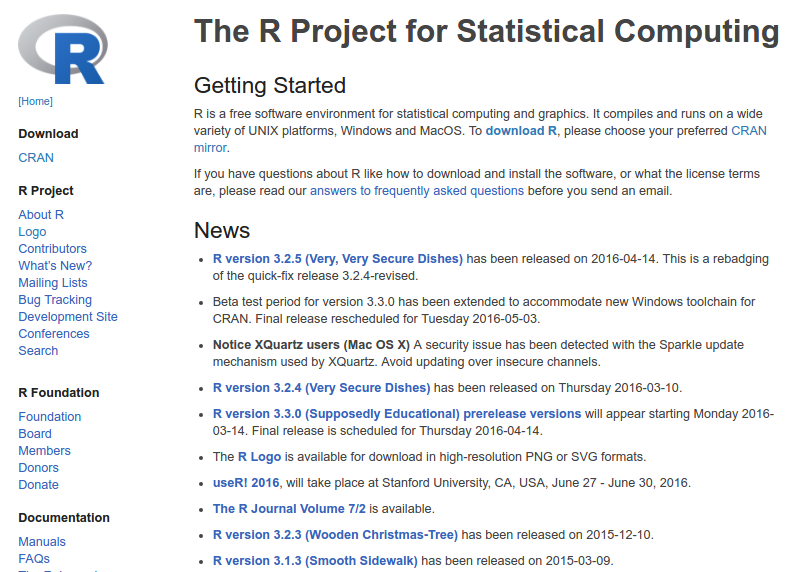 R
[Home]
Download
CRAN
R Project
About R
Logo
Contributors
What's New?
Mailing Lists
Bug Tracking
Development Site
Conferences
Search
R Foundation
Foundation
Board
Members
Donors
Donate
Documentation
Manuals
FAQs
The R Project for Statistical Computing
Getting Started
R is a free software environment for statistical computing and graphics. It compiles and runs on a wide
variety of UNIX platforms, Windows and MacOS. To download R, please choose your preferred CRAN
mirror.
If you have questions about R like how to download and install the software, or what the license terms
are, please read our answers to frequently asked questions before you send an email.
News
• R version 3.2.5 (Very, Very Secure Dishes) has been released on 2016-04-14. This is a rebadging
of the quick-fix release 3.2.4-revised.
• Beta test period for version 3.3.0 has been extended to accommodate new Windows toolchain for
CRAN. Final release rescheduled for Tuesday 2016-05-03.
• Notice XQuartz users (Mac OS X) A security issue has been detected with the Sparkle update
mechanism used by XQuartz. Avoid updating over insecure channels.
• R version 3.2.4 (Very Secure Dishes) has been released on Thursday 2016-03-10.
• R version 3.3.0 (Supposedly Educational) prerelease versions will appear starting Monday 2016-
03-14. Final release is scheduled for Thursday 2016-04-14.
• The R Logo is available for download in high-resolution PNG or SVG formats.
• useR! 2016, will take place at Stanford University, CA, USA, June 27 - June 30, 2016.
• The R Journal Volume 7/2 is available.
• R version 3.2.3 (Wooden Christmas-Tree) has been released on 2015-12-10.
• R version 3.1.3 (Smooth Sidewalk) has been released on 2015-03-09.